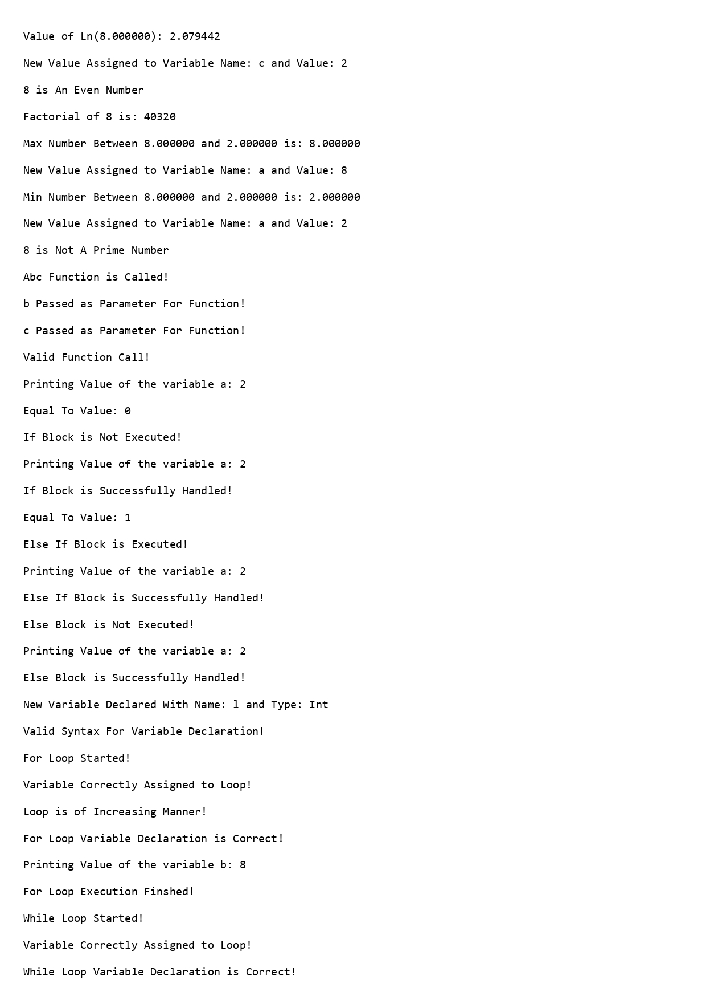 Value of Ln(8.000000): 2.079442
New Value Assigned to Variable Name: c and Value: 2
8 is An Even Number
Factorial of 8 is: 40320
Max Number Between 8.000000 and 2.000000 is: 8.000000
New Value Assigned to Variable Name: a and Value: 8
Min Number Between 8.000000 and 2.000000 is: 2.000000
New Value Assigned to Variable Name: a and Value: 2
8 is Not A Prime Number
Abc Function is Called!
b Passed as Parameter For Function!
c Passed as Parameter For Function!
Valid Function Call!
Printing Value of the variable a: 2
Equal To Value: 0
If Block is Not Executed!
Printing Value of the variable a: 2
If Block is Successfully Handled!
Equal To Value: 1
Else If Block is Executed!
Printing Value of the variable a: 2
Else If Block is Successfully Handled!
Else Block is Not Executed!
Printing Value of the variable a: 2
Else Block is Successfully Handled!
New Variable Declared With Name: l and Type: Int
Valid Syntax For Variable Declaration!
For Loop Started!
Variable Correctly Assigned to Loop!
Loop is of Increasing Manner!
For Loop Variable Declaration is Correct!
Printing Value of the variable b: 8
For Loop Execution Finshed!
While Loop Started!
Variable Correctly Assigned to Loop!
While Loop Variable Declaration is Correct!